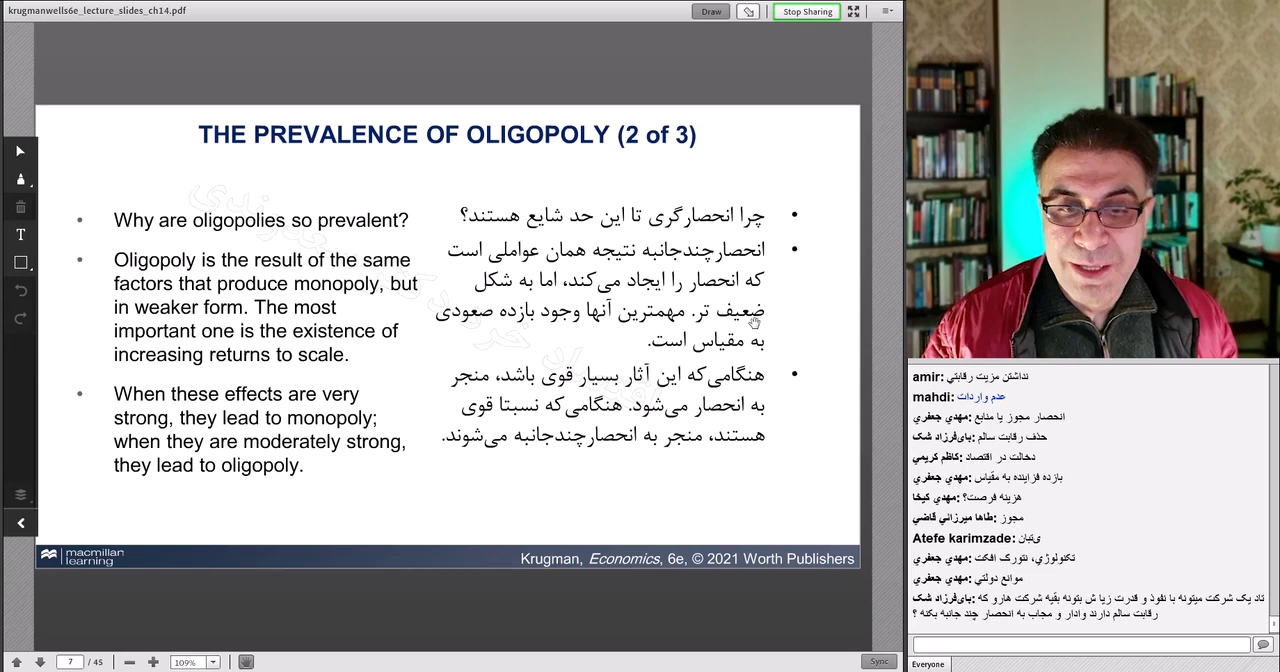 krugmanwells6e_lecture_slides_ch14.pdf
Draw
Stop Sharing
THE PREVALENCE OF OLIGOPOLY (2 of 3)
• Why are oligopolies so prevalent?
• Oligopoly is the result of the same
factors that produce monopoly, but
in weaker form. The most
important one is the existence of
increasing returns to scale.
• When these effects are very
strong, they lead to monopoly;
when they are moderately strong,
they lead to oligopoly.
• چرا انحصارگری تا این حد شایع هستند؟
• انحصارچندجانبه نتیجه همان عواملی است
که انحصار را ایجاد می‌کند، اما به شکل
ضعیف تر. مهمترین آنها وجود بازده صعودی
به مقیاس است.
• هنگامی‌که این آثار بسیار قوی باشد، منجر
به انحصار می‌شود. هنگامی‌که نسبتا قوی
هستند، منجر به انحصارچندجانبه می‌شوند.
macmillan
learning
Krugman, Economics, 6e, © 2021 Worth Publishers
7 / 45
109%
Sync
amir: نداشتن مزيت رقابتي
mahdi: عدم واردات
مهدي جعفري: انحصار مجوز یا منابع
بای‌فرزاد شک: حذف رقابت سالم
کاظم کريمي: دخالت در اقتصاد
مهدي جعفري: بازده فزاینده به مقیاس
مهدي کيخا: هزینه فرصت؟
طاها ميرزائي قاضي: مجوز
Atefe karimzade: ی‌تبان
مهدي جعفري: تکنولوژي، نتورک افکت
مهدي جعفري: موانع دولتي
بای‌فرزاد شک: تاد یک شرکت میتونه با نفوذ و قدرت زیا ش بتونه بقیه شرکت هارو که
رقابت سالم دارند وادار و مجاب به انحصار چند جانبه بکنه ؟
Everyone